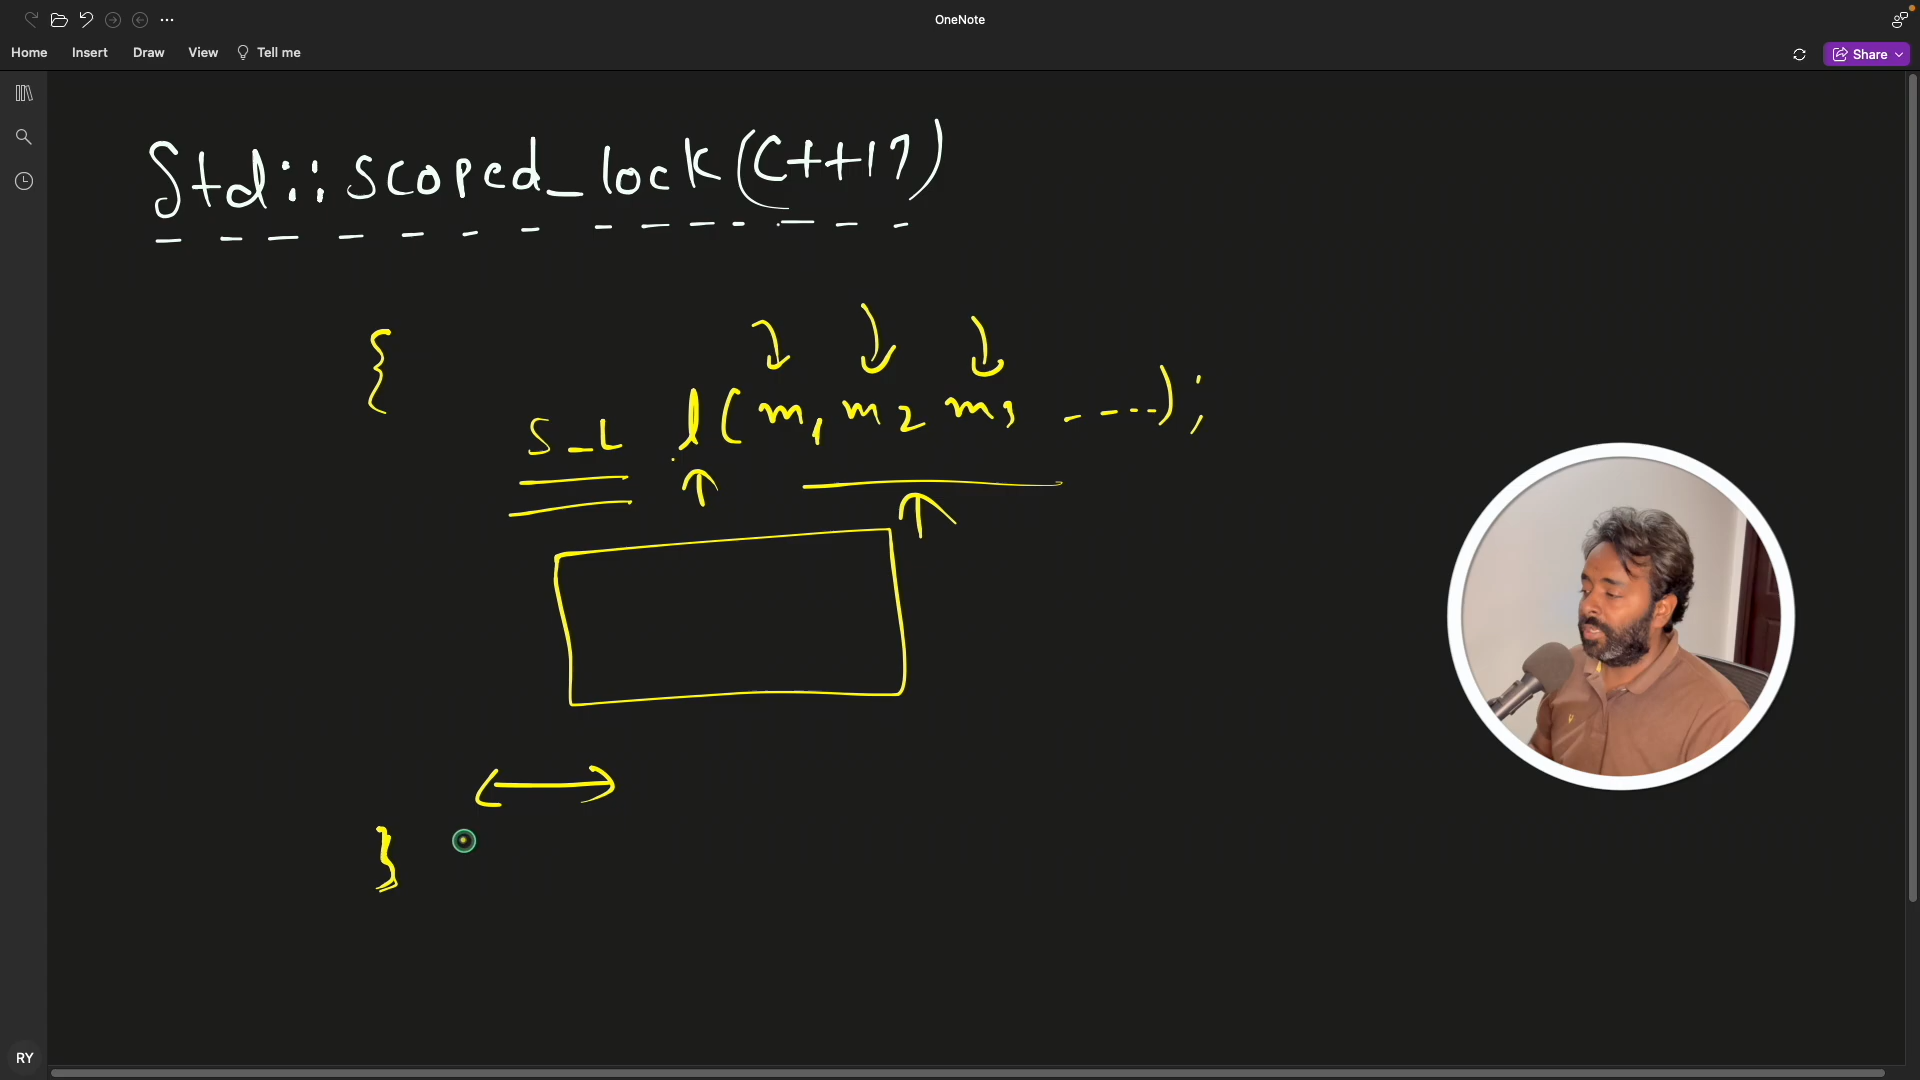 OneNote
Home Insert Draw View Tell me
Share
Std::scoped_lock(C++17)
{
S_L l(m1 m2 m3 ----);
}
RY